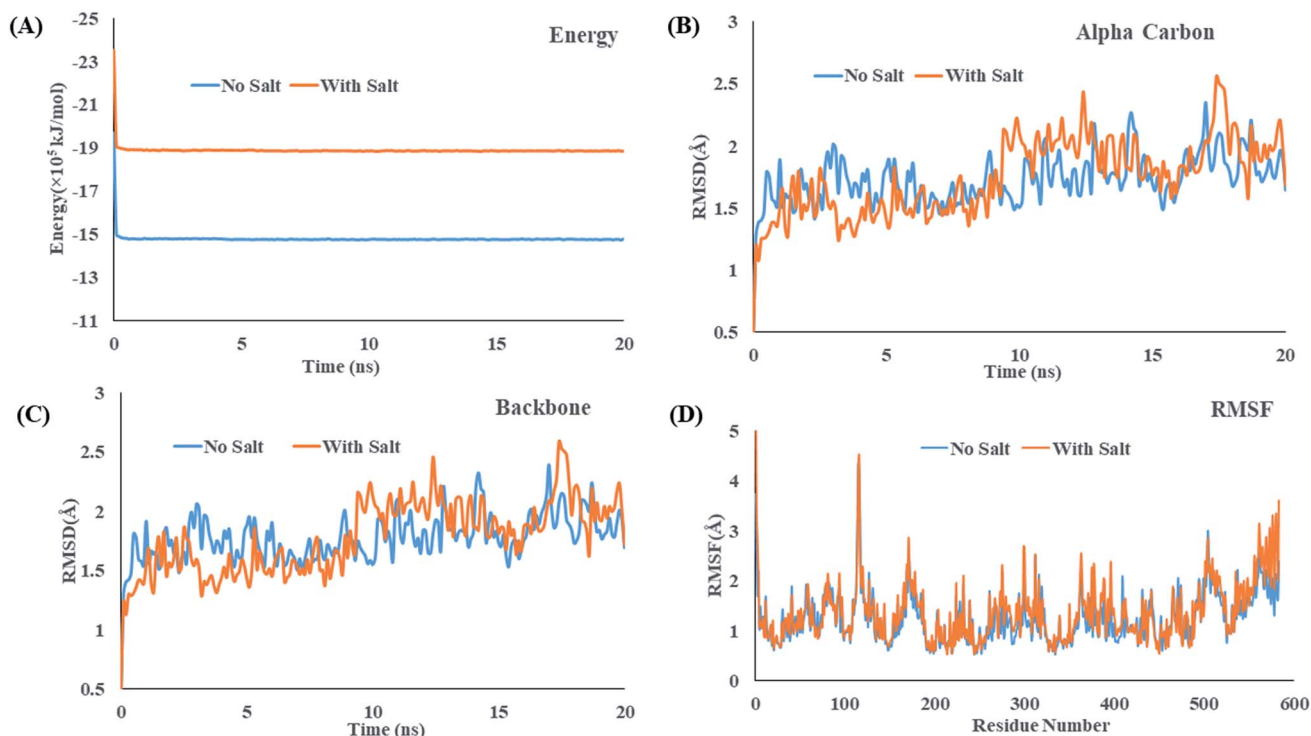 (A)
Energy
No Salt
With Salt
Energy(×10⁵ kJ/mol)
-25
-23
-21
-19
-17
-15
-13
-11
0
5
10
15
20
Time (ns)
(B)
Alpha Carbon
No Salt
With Salt
RMSD(Å)
3
2.5
2
1.5
1
0.5
0
5
10
15
20
Time (ns)
(C)
Backbone
No Salt
With Salt
RMSD(Å)
3
2.5
2
1.5
1
0.5
0
5
10
15
20
Time (ns)
(D)
RMSF
No Salt
With Salt
RMSF(Å)
5
4
3
2
1
0
0
100
200
300
400
500
600
Residue Number